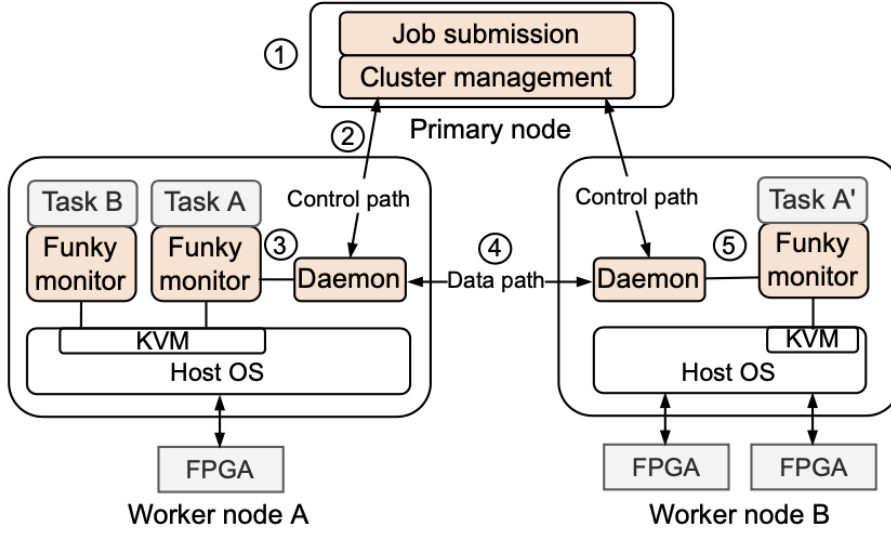 ①
Job submission
Cluster management
Primary node
②
Control path
Control path
Task B
Task A
Task A'
Funky
monitor
Funky
monitor
③
Daemon
④
Data path
Daemon
⑤
Funky
monitor
KVM
Host OS
KVM
Host OS
FPGA
FPGA
FPGA
Worker node A
Worker node B